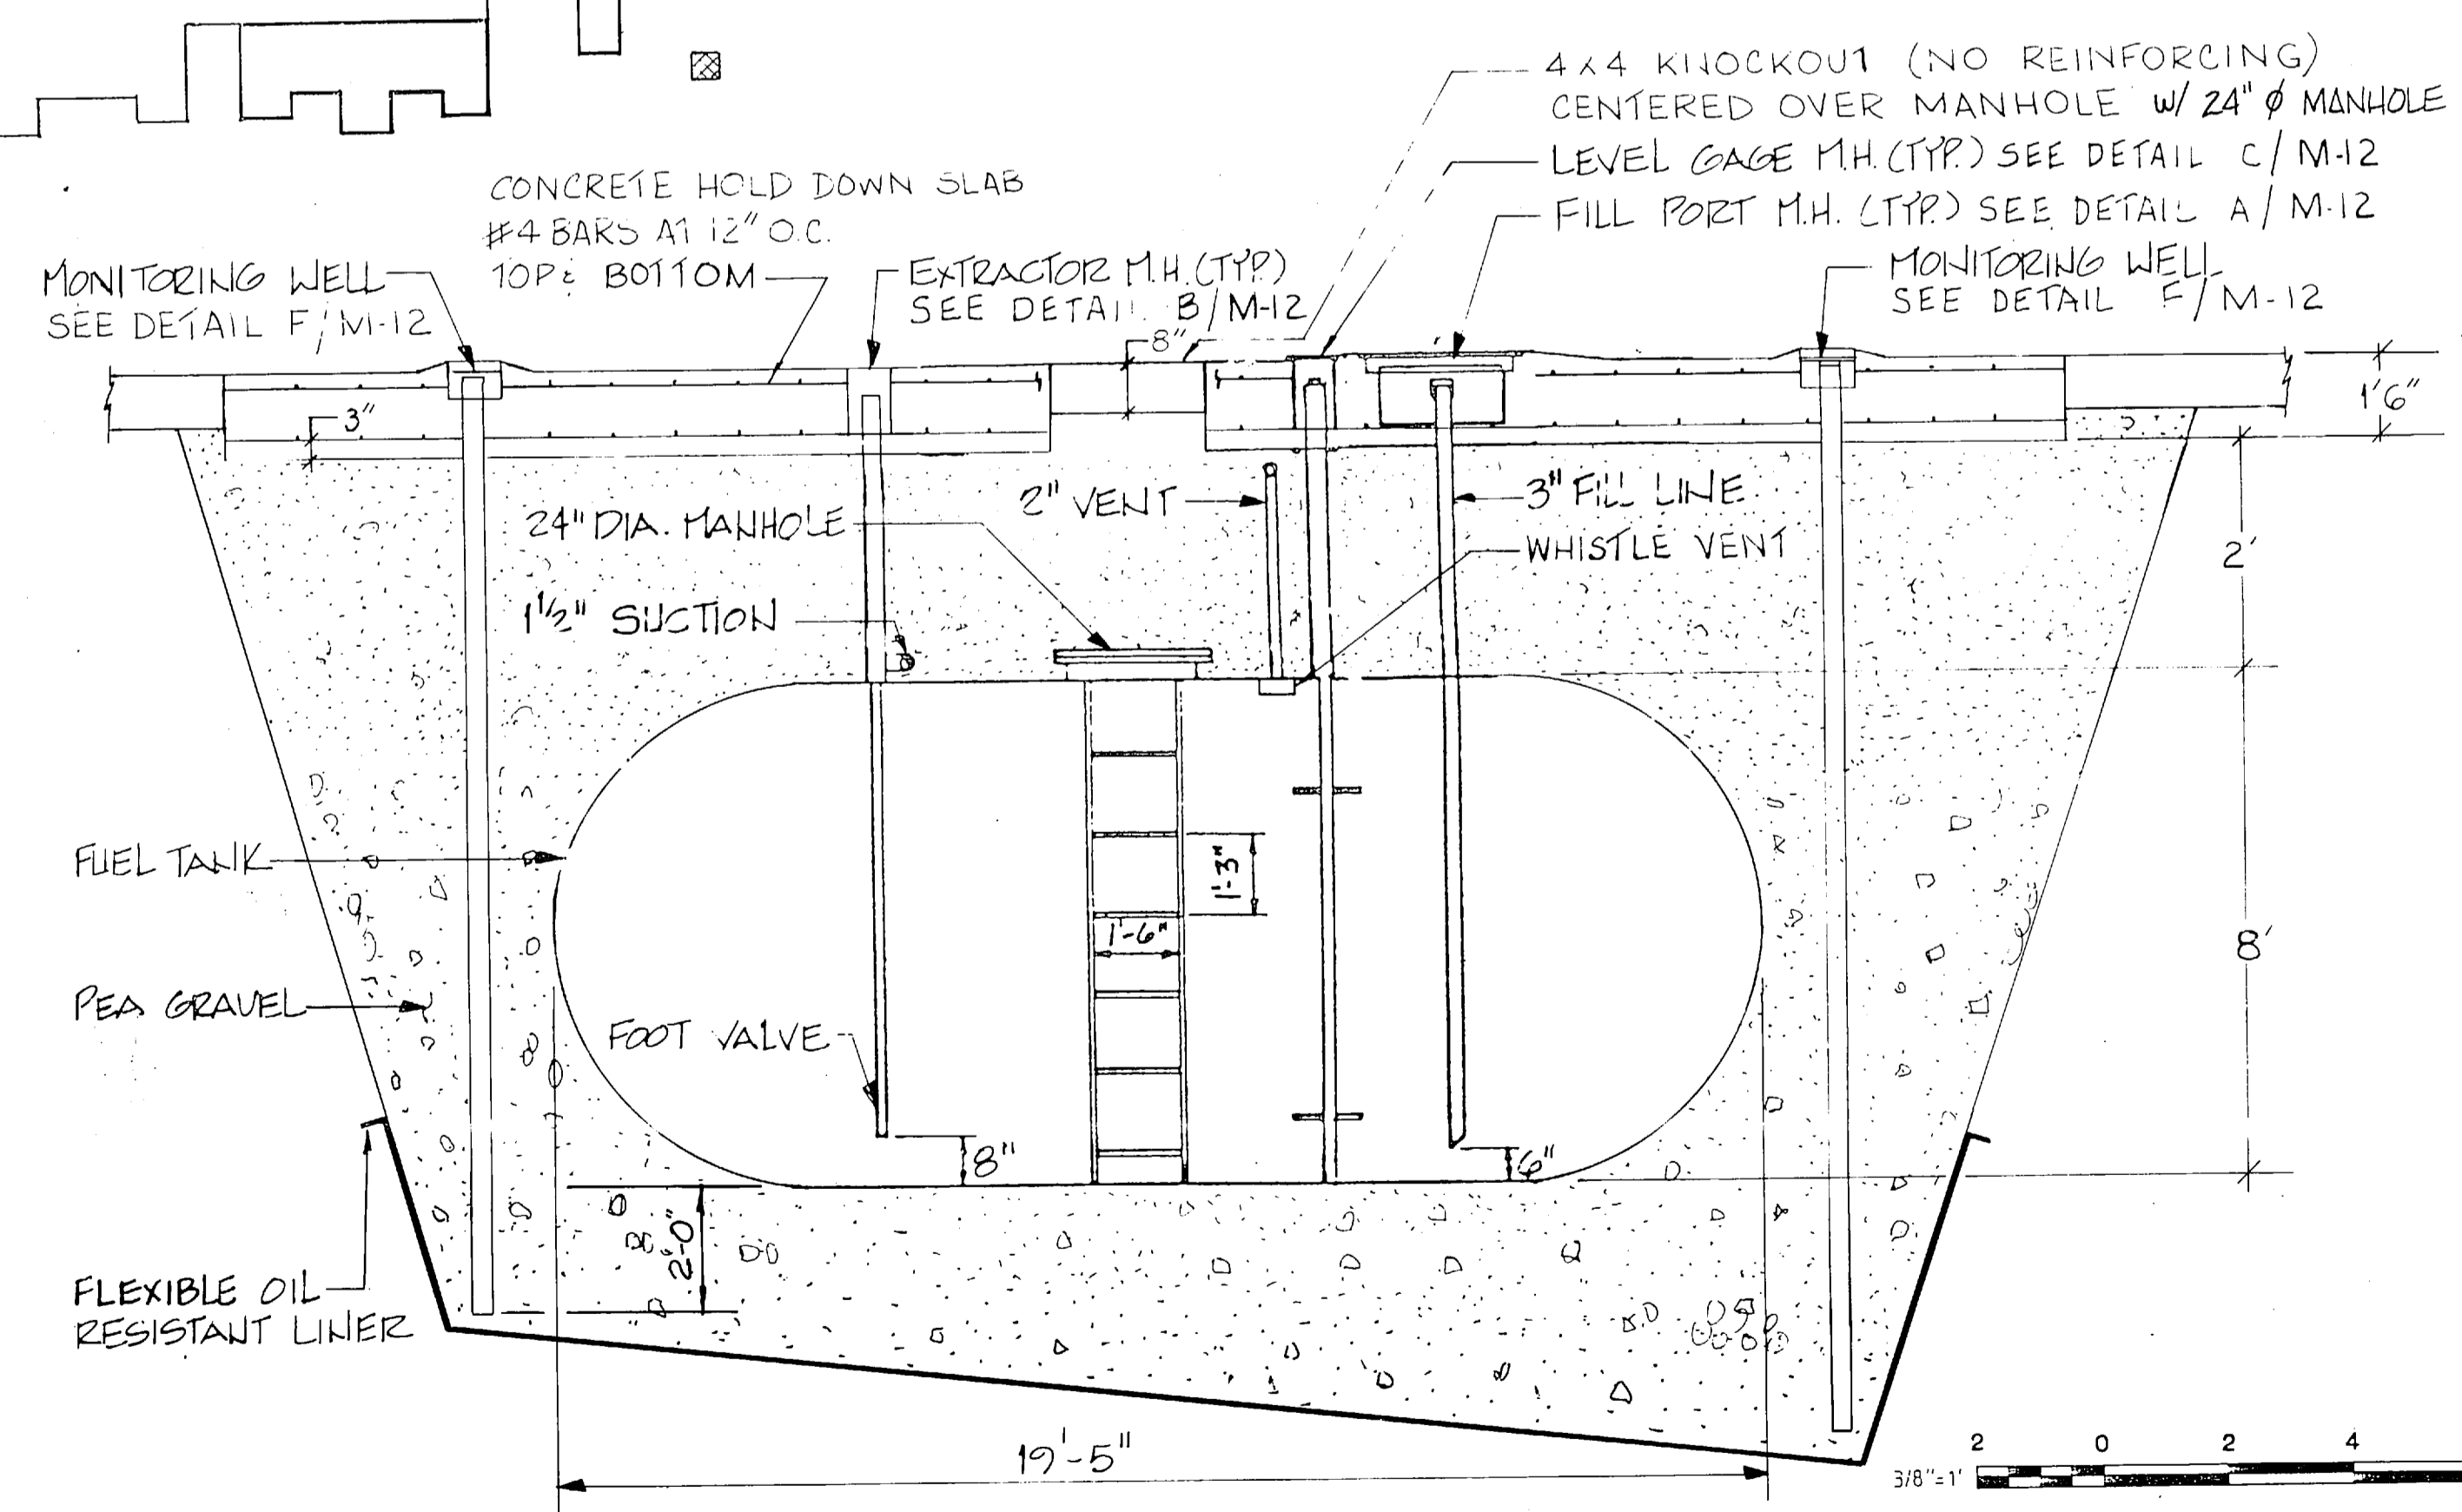 4x4 KNOCKOUT (NO REINFORCING)
CENTERED OVER MANHOLE W/ 24" Ø MANHOLE
LEVEL GAGE M.H. (TYP.) SEE DETAIL C/M-12
FILL PORT M.H. (TYP.) SEE DETAIL A/M-12
CONCRETE HOLD DOWN SLAB
#4 BARS AT 12" O.C.
TOP & BOTTOM
MONITORING WELL
SEE DETAIL F/M-12
EXTRACTOR M.H. (TYP.)
SEE DETAIL B/M-12
MONITORING WELL
SEE DETAIL F/M-12
8"
1'6"
3"
2" VENT
3" FILL LINE
24" DIA. MANHOLE
WHISTLE VENT
2'
1½" SUCTION
FUEL TANK
1'-3"
1'-6"
8'
PEA GRAVEL
FOOT VALVE
8"
6"
2'-0"
FLEXIBLE OIL
RESISTANT LINER
19'-5"
2 0 2 4
3/8"=1'